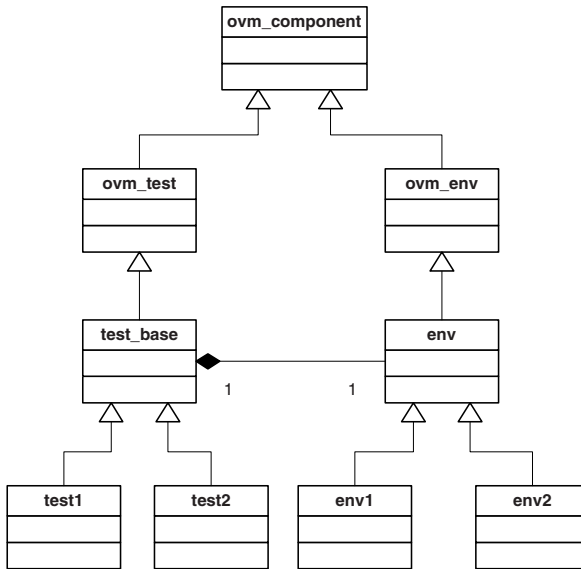 ovm_component
ovm_test
ovm_env
test_base
env
1
1
test1
test2
env1
env2